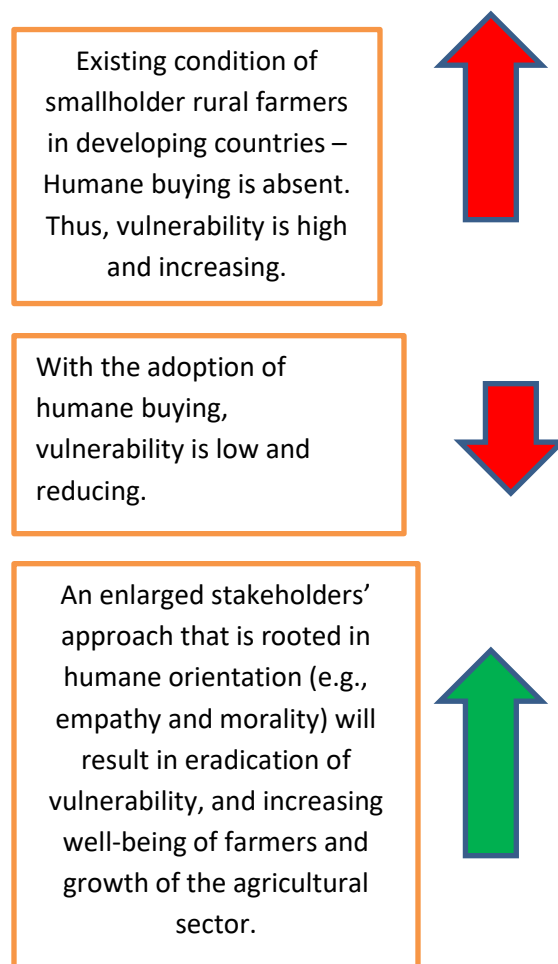 Existing condition of
smallholder rural farmers
in developing countries –
Humane buying is absent.
Thus, vulnerability is high
and increasing.
With the adoption of
humane buying,
vulnerability is low and
reducing.
An enlarged stakeholders’
approach that is rooted in
humane orientation (e.g.,
empathy and morality) will
result in eradication of
vulnerability, and increasing
well-being of farmers and
growth of the agricultural
sector.